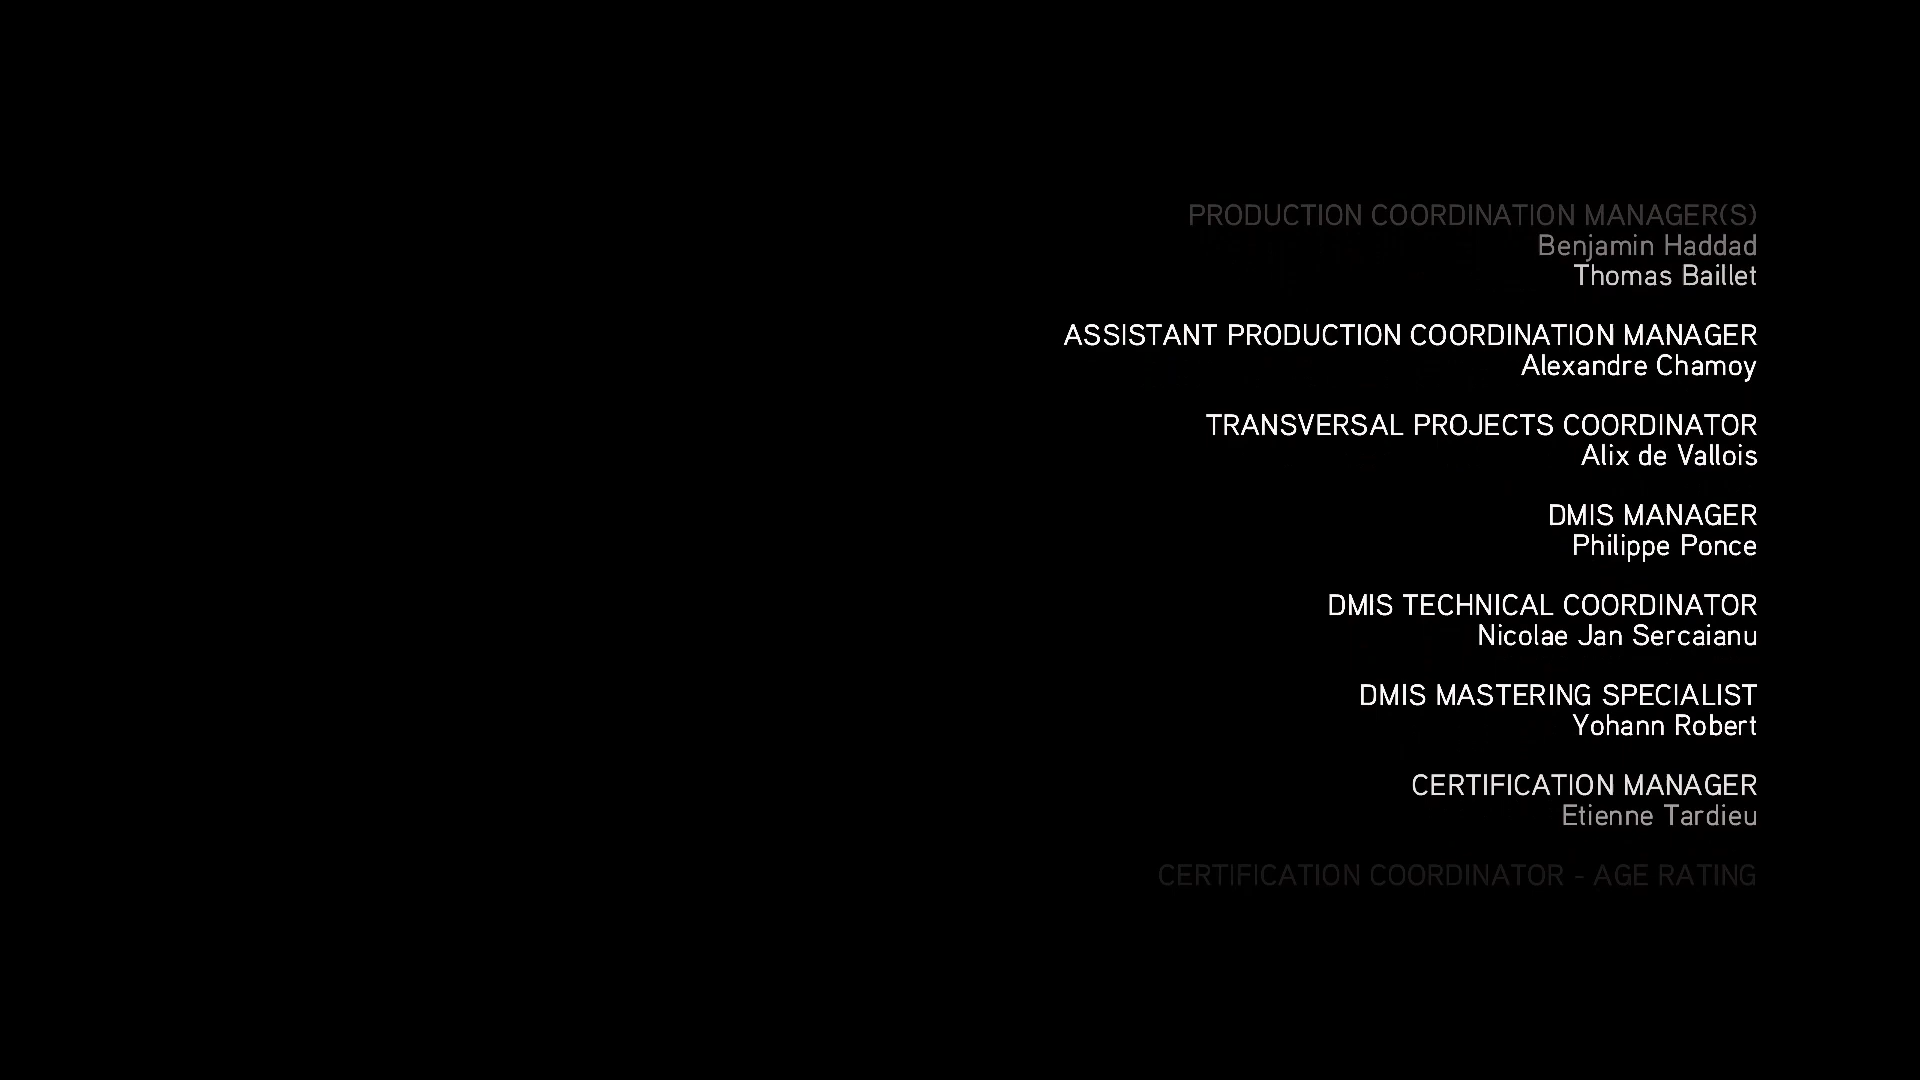 PRODUCTION COORDINATION MANAGER(S)
Benjamin Haddad
Thomas Baillet
ASSISTANT PRODUCTION COORDINATION MANAGER
Alexandre Chamoy
TRANSVERSAL PROJECTS COORDINATOR
Alix de Vallois
DMIS MANAGER
Philippe Ponce
DMIS TECHNICAL COORDINATOR
Nicolae Jan Sercaianu
DMIS MASTERING SPECIALIST
Yohann Robert
CERTIFICATION MANAGER
Etienne Tardieu
CERTIFICATION COORDINATOR - AGE RATING